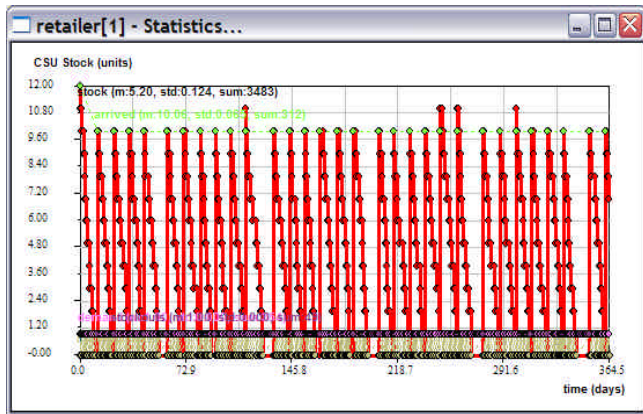 retailer[1] - Statistics...
CSU Stock (units)
12.00
stock (m:5.20, std:0.124, sum:3483)
10.80
arrived (m:10.06, std:0.065, sum:312)
9.60
8.40
7.20
6.00
4.80
3.60
2.40
1.20
-0.00
0.0 72.9 145.8 218.7 291.6 364.5
time (days)